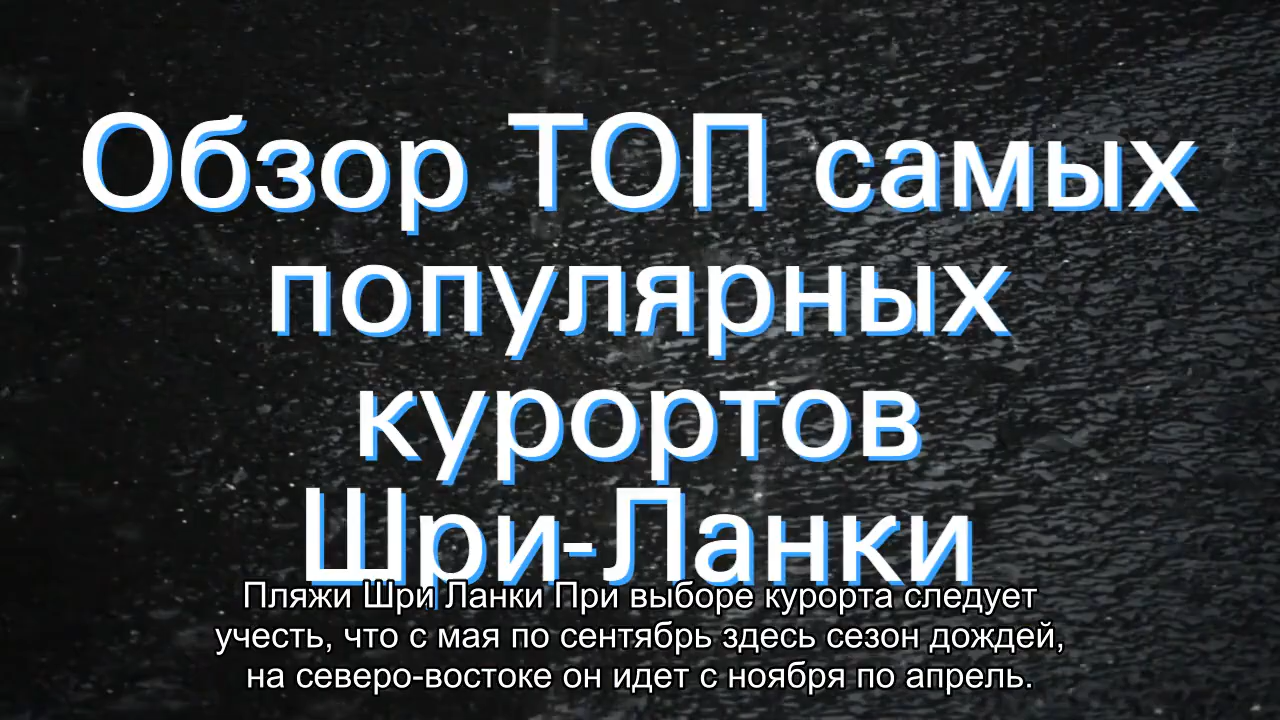 Обзор ТОП самых
популярных
курортов
Шри-Ланки
Пляжи Шри Ланки При выборе курорта следует
учесть, что с мая по сентябрь здесь сезон дождей,
на северо-востоке он идет с ноября по апрель.